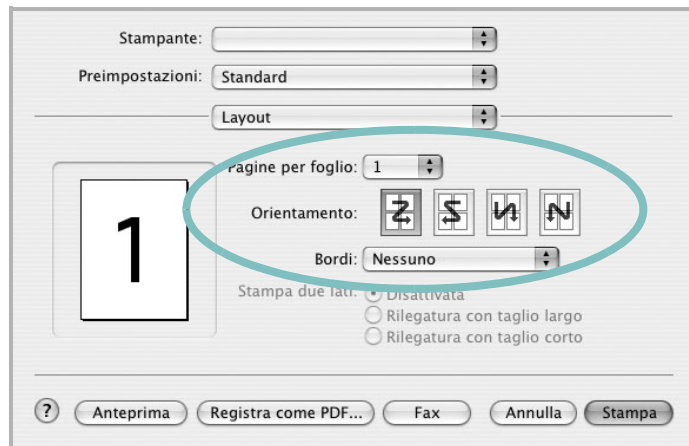 Stampante:
Preimpostazioni: Standard
Layout
Pagine per foglio: 1
1
Orientamento:
Bordi: Nessuno
Stampa due lati: Disattivata
Rilegatura con taglio largo
Rilegatura con taglio corto
? Anteprima Registra come PDF... Fax Annulla Stampa